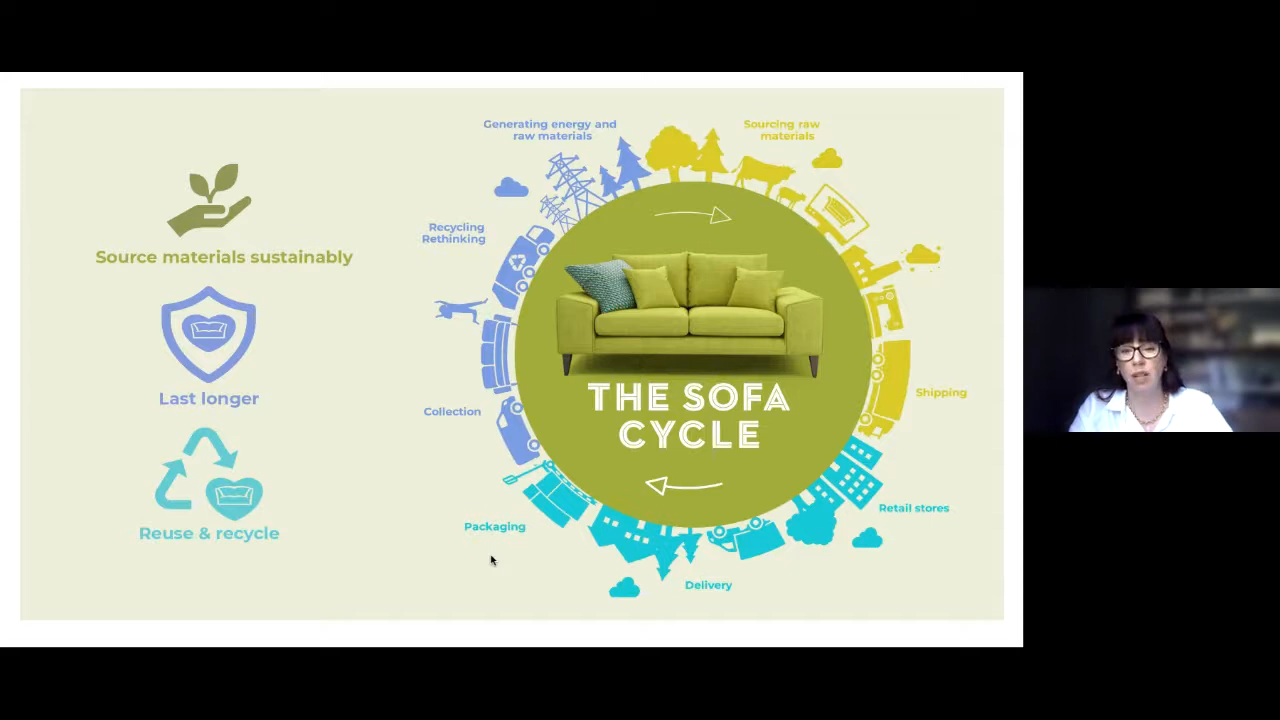 Source materials sustainably
Last longer
Reuse & recycle
Generating energy and
raw materials
Sourcing raw
materials
Recycling
Rethinking
Shipping
Collection
Retail stores
Packaging
Delivery
THE SOFA
CYCLE